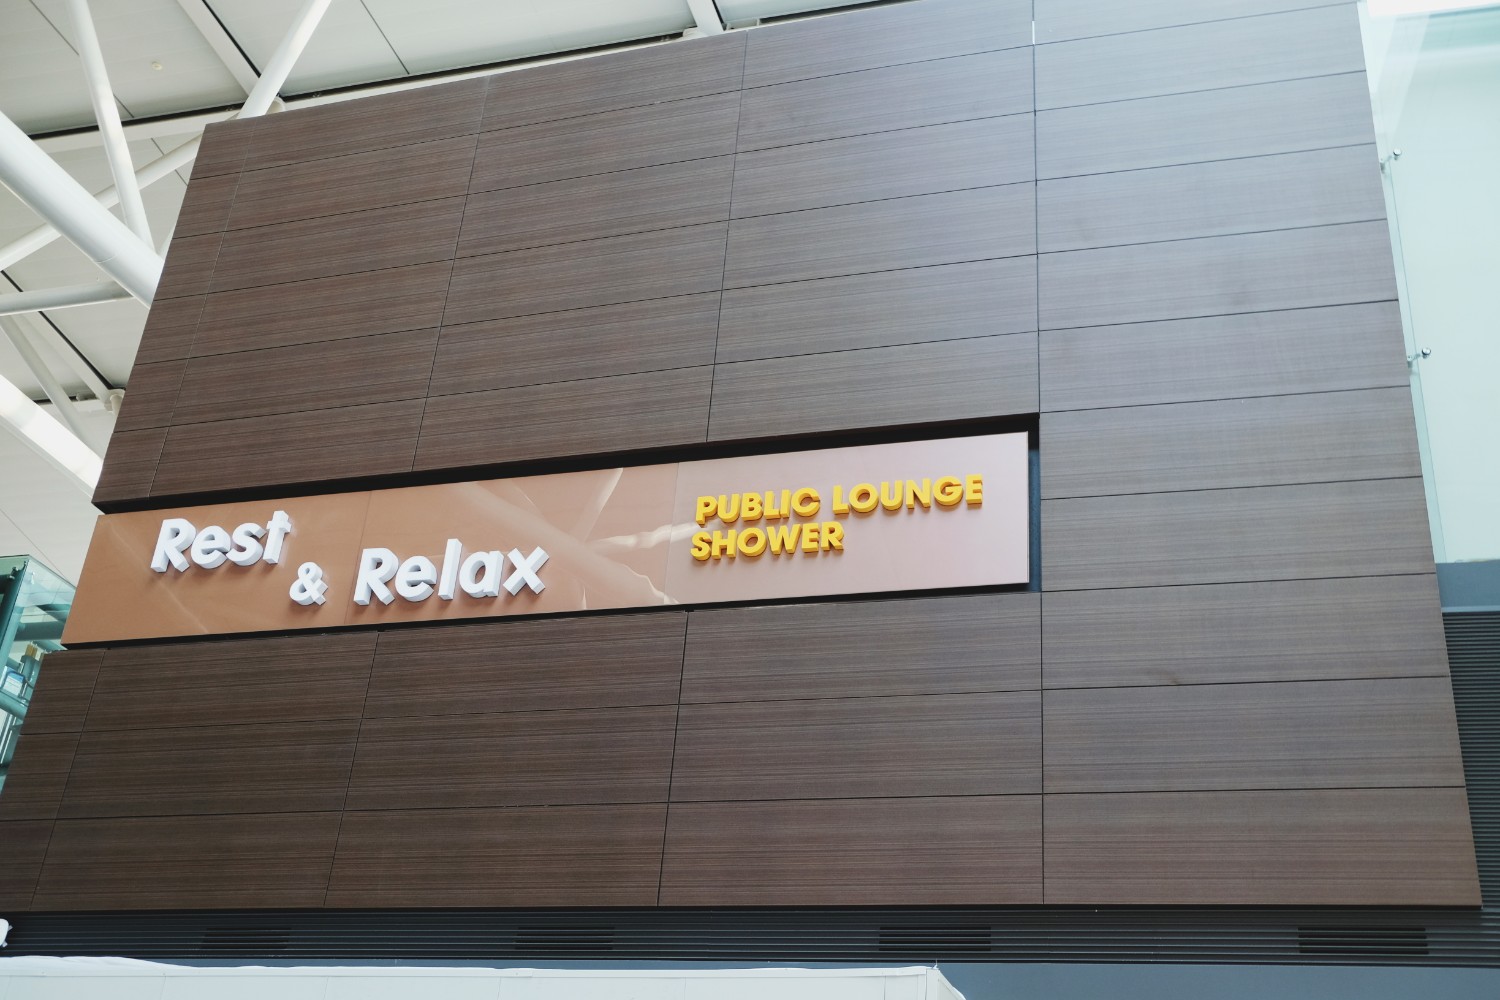 Rest
& Relax
PUBLIC LOUNGE
SHOWER